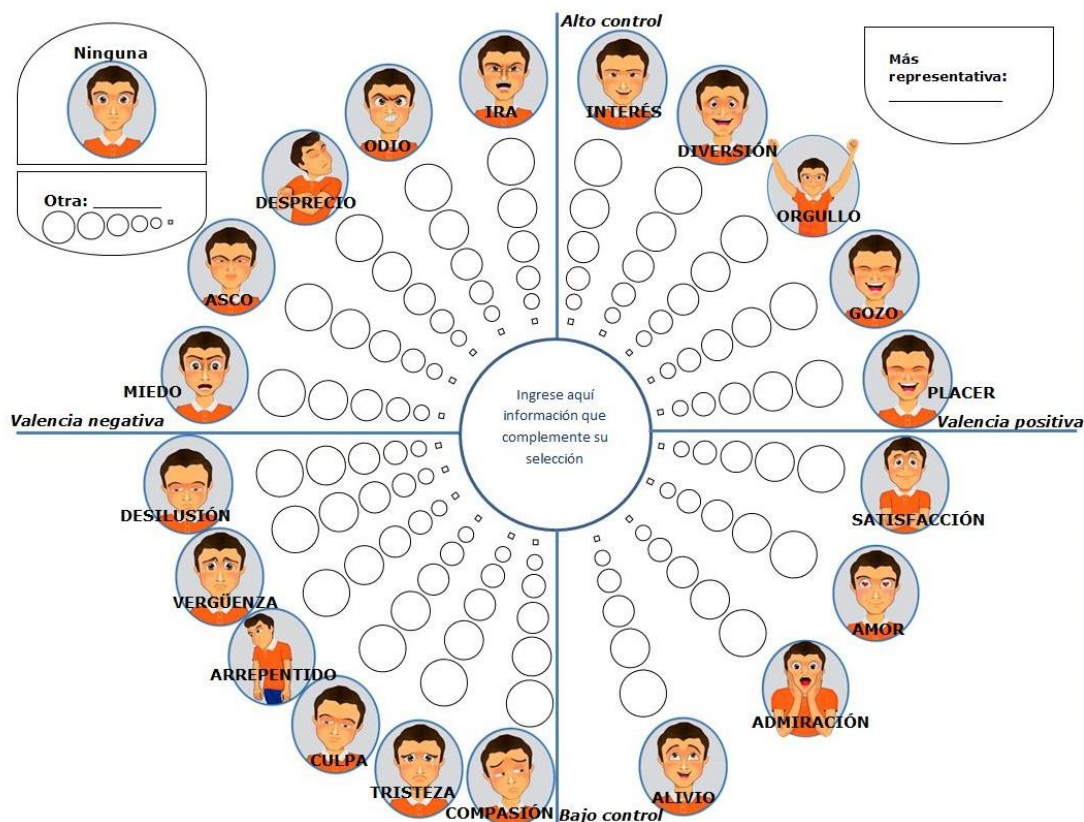 Alto control
Ninguna
Más
representativa:
IRA
INTERÉS
ODIO
DIVERSIÓN
Otra:
DESPRECIO
ORGULLO
ASCO
GOZO
MIEDO
PLACER
Ingrese aquí
información que
complemente su
selección
Valencia negativa
Valencia positiva
DESILUSIÓN
SATISFACCIÓN
VERGÜENZA
AMOR
ARREPENTIDO
ADMIRACIÓN
CULPA
TRISTEZA
ALIVIO
COMPASIÓN
Bajo control